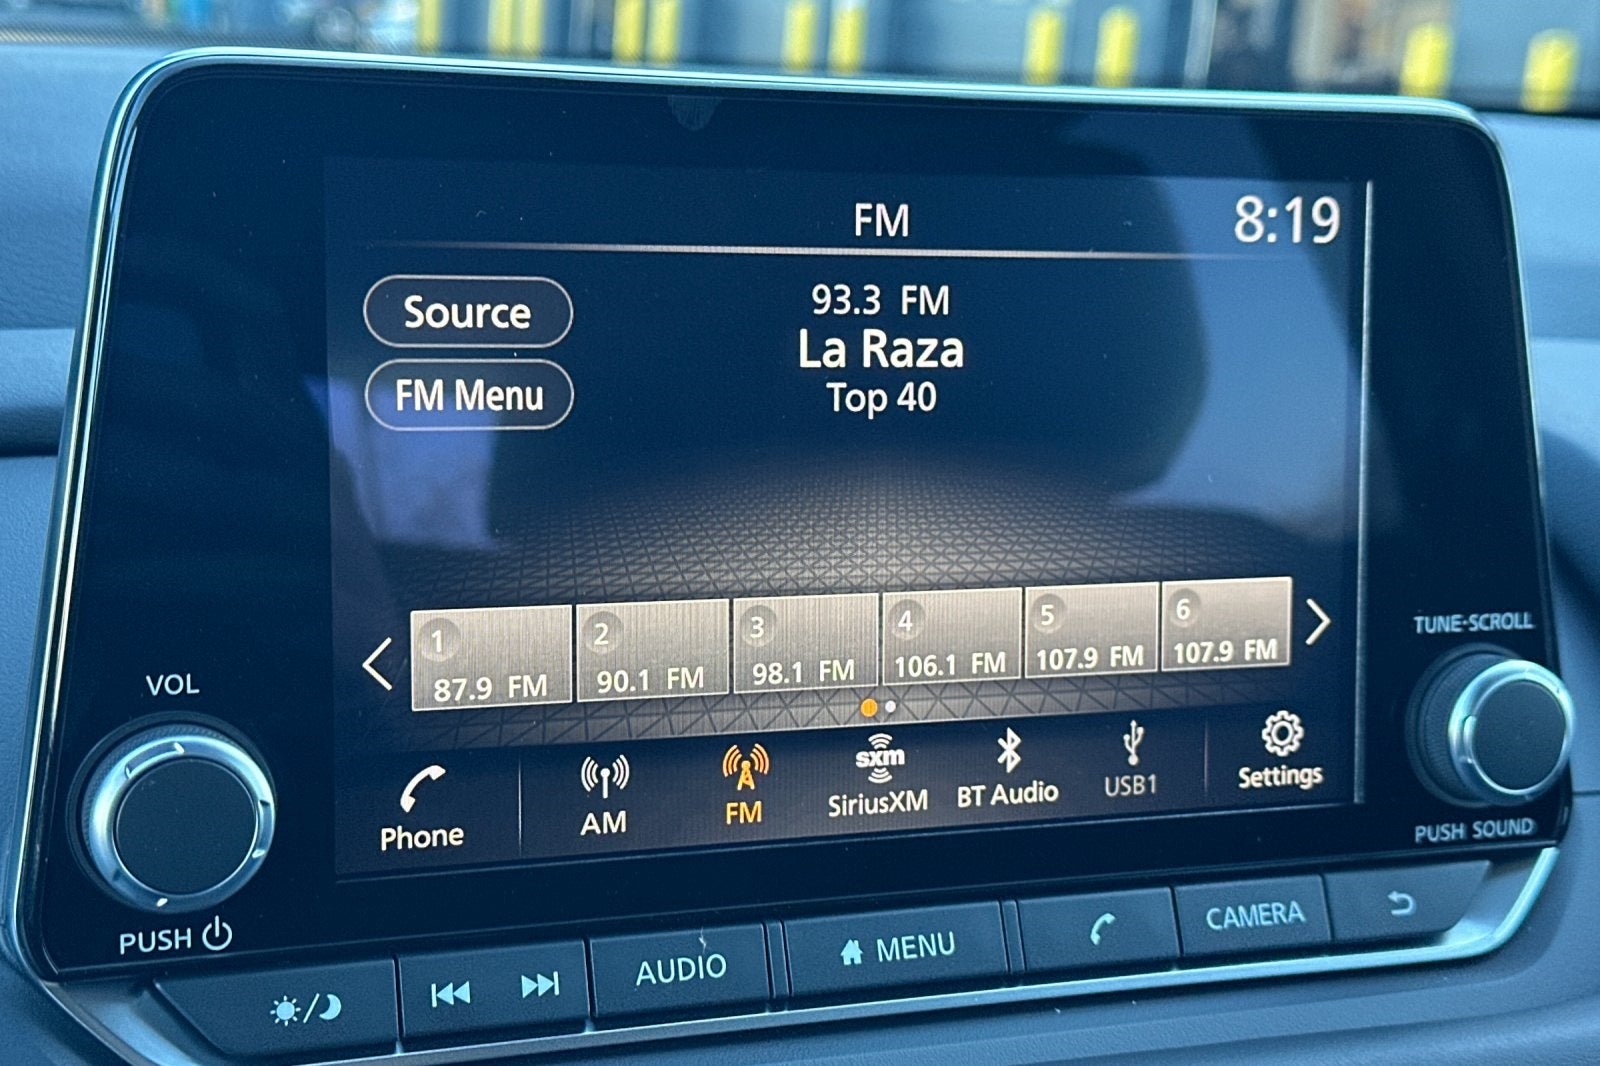 FM
8:19
Source
FM Menu
93.3 FM
La Raza
Top 40
1
87.9 FM
2
90.1 FM
3
98.1 FM
4
106.1 FM
5
107.9 FM
6
107.9 FM
Phone
AM
FM
sxm
SiriusXM
BT Audio
USB1
Settings
VOL
PUSH
TUNE·SCROLL
PUSH SOUND
AUDIO
MENU
CAMERA